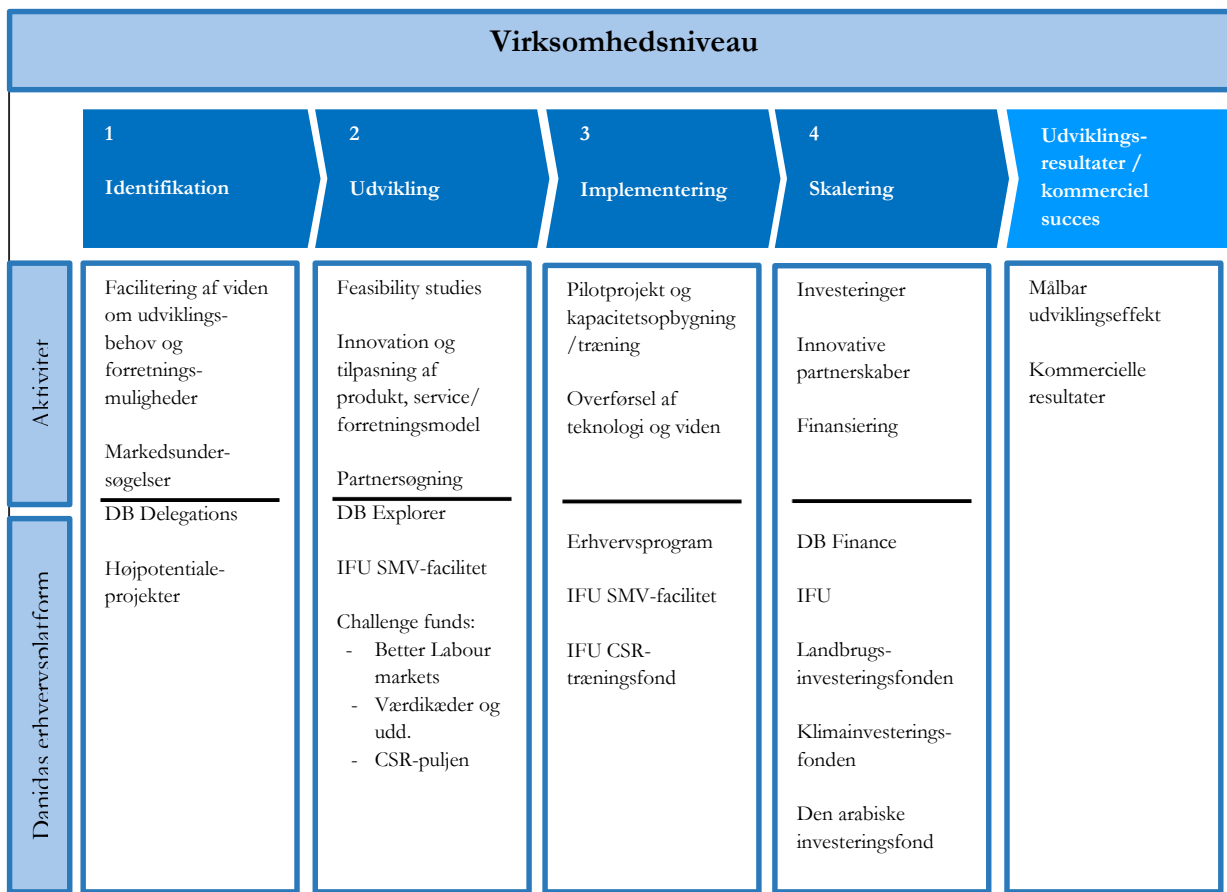 Virksomhedsniveau
1
Identifikation
2
Udvikling
3
Implementering
4
Skalering
Udviklings-
resultater /
kommerciel
succes
Aktivitet
Facilitering af viden
om udviklings-
behov og
forretnings-
muligheder
Markedsunder-
søgelser
Feasibility studies
Innovation og
tilpasning af
produkt, service/
forretningsmodel
Partnersøgning
Pilotprojekt og
kapacitetsopbygning
/træning
Overførsel af
teknologi og viden
Investeringer
Innovative
partnerskaber
Finansiering
Målbar
udviklingseffekt
Kommercielle
resultater
Danidas erhvervsplatform
DB Delegations
Højpotentiale-
projekter
DB Explorer
IFU SMV-facilitet
Challenge funds:
- Better Labour
markets
- Værdikæder og
udd.
- CSR-puljen
Erhvervsprogram
IFU SMV-facilitet
IFU CSR-
træningsfond
DB Finance
IFU
Landbrugs-
investeringsfonden
Klimainvesterings-
fonden
Den arabiske
investeringsfond